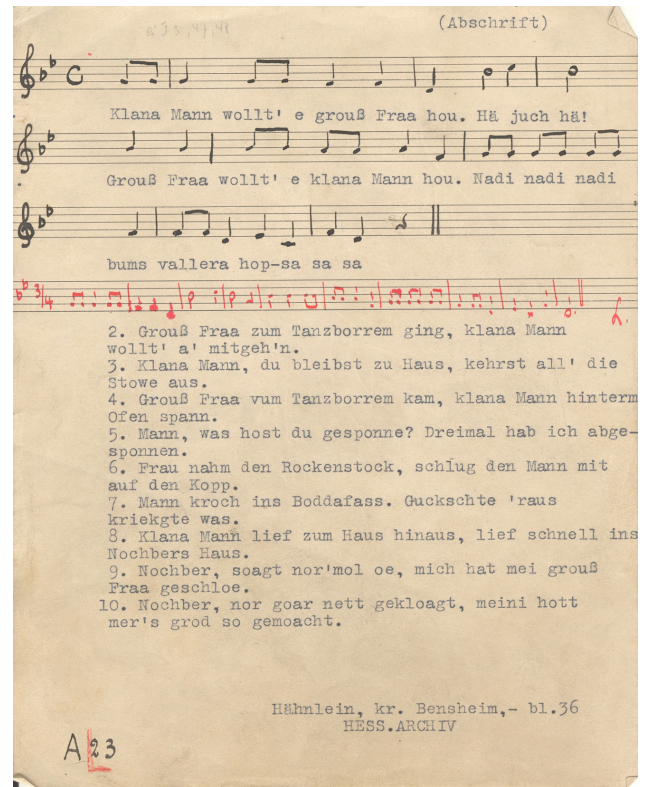 (Abschrift)
Klana Mann wollt' e grouß Fraa hou. Hä juch hä!
Grouß Fraa wollt' e klana Mann hou. Nadi nadi nadi
bums vallera hop-sa sa sa
3/4
2. Grouß Fraa zum Tanzborrem ging, klana Mann
wollt' a' mitgeh'n.
3. Klana Mann, du bleibst zu Haus, kehrst all' die
Stowe aus.
4. Grouß Fraa vum Tanzborrem kam, klana Mann hinterm
Ofen spann.
5. Mann, was host du gesponne? Dreimal hab ich abge-
sponnen.
6. Frau nahm den Rockenstock, schlug den Mann mit
auf den Kopp.
7. Mann kroch ins Boddafass. Guckschte 'raus
kriekgte was.
8. Klana Mann lief zum Haus hinaus, lief schnell ins
Nochbers Haus.
9. Nochber, soagt nor'mol oe, mich hat mei grouß
Fraa geschloe.
10. Nochber, nor goar nett gekloagt, meini hott
mer's grod so gemoacht.
Hähnlein, kr. Bensheim,- bl.36
HESS.ARCHIV
A 23